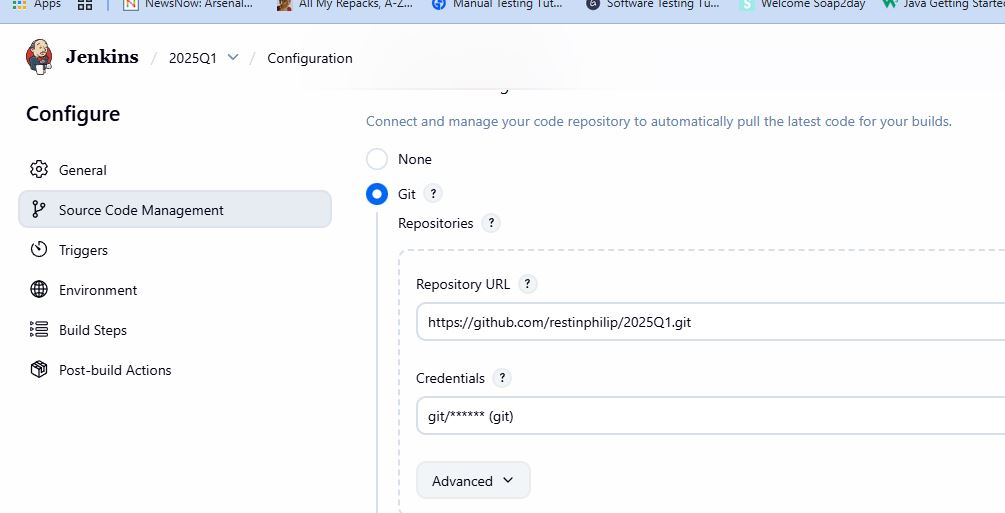 Apps
NewsNow: Arsenal...
All My Repacks, A-Z...
Manual Testing Tut...
Software Testing Tu...
Welcome Soap2day
Java Getting Started
Jenkins / 2025Q1 / Configuration
Configure
General
Source Code Management
Triggers
Environment
Build Steps
Post-build Actions
Connect and manage your code repository to automatically pull the latest code for your builds.
None
Git ?
Repositories ?
Repository URL ?
https://github.com/restinphilip/2025Q1.git
Credentials ?
git/****** (git)
Advanced